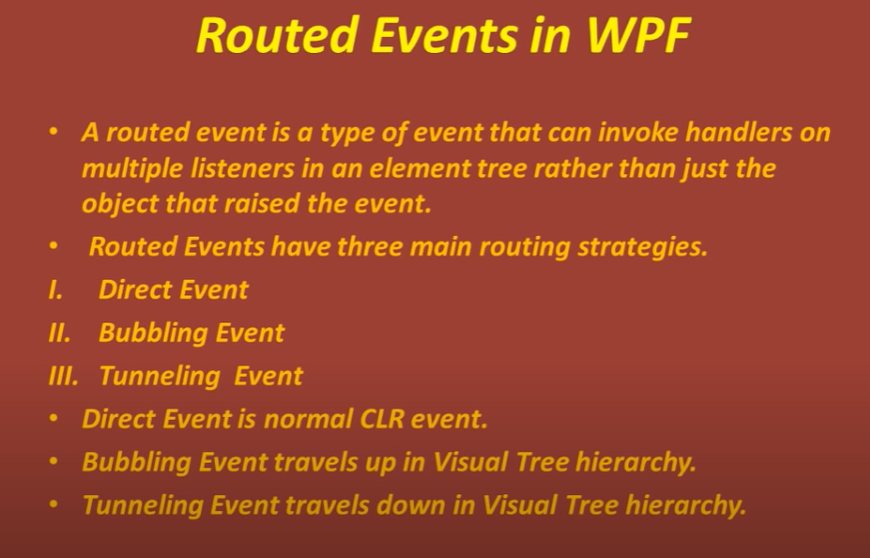 Routed Events in WPF
• A routed event is a type of event that can invoke handlers on
multiple listeners in an element tree rather than just the
object that raised the event.
• Routed Events have three main routing strategies.
I. Direct Event
II. Bubbling Event
III. Tunneling Event
• Direct Event is normal CLR event.
• Bubbling Event travels up in Visual Tree hierarchy.
• Tunneling Event travels down in Visual Tree hierarchy.